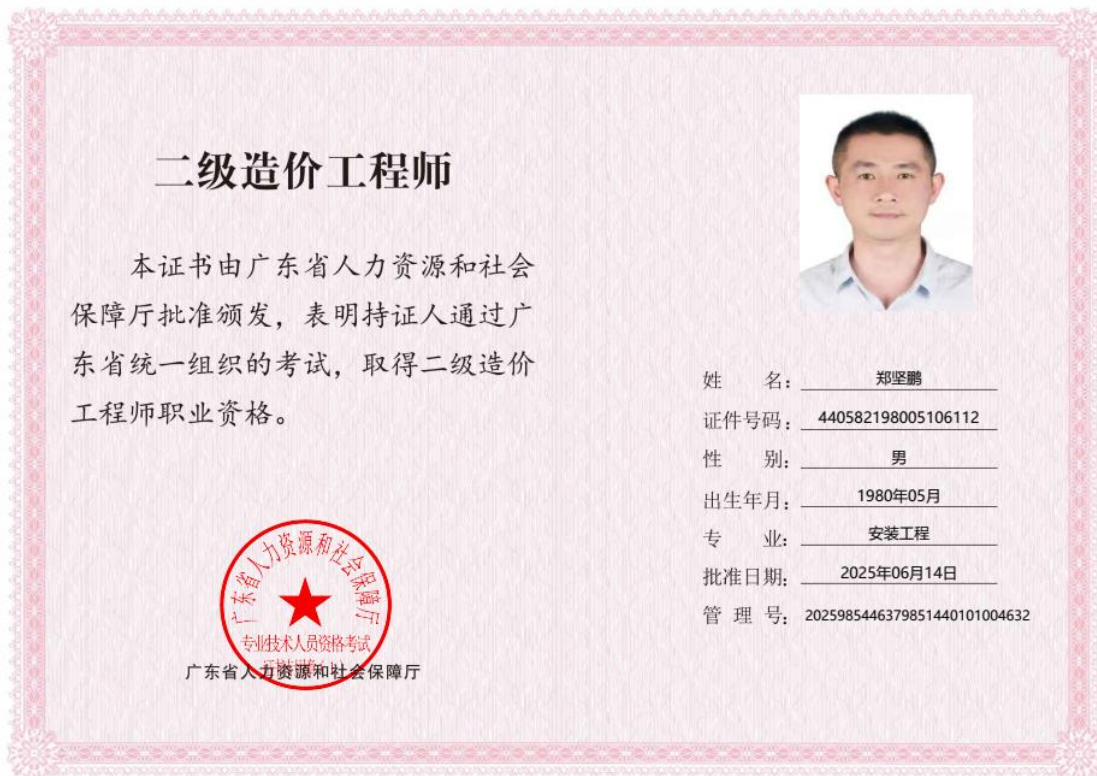 二级造价工程师
本证书由广东省人力资源和社会
保障厅批准颁发，表明持证人通过广
东省统一组织的考试，取得二级造价
工程师职业资格。
广东省人力资源和社会保障厅
专业技术人员资格考试
广东省人力资源和社会保障厅
姓 名：郑坚鹏
证件号码：440582198005106112
性 别：男
出生年月：1980年05月
专 业：安装工程
批准日期：2025年06月14日
管 理 号：2025985446379851440101004632